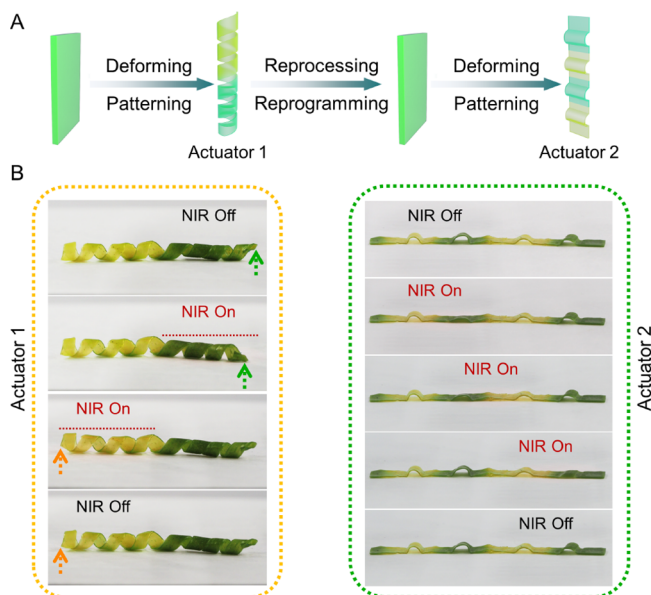 A
Deforming
Patterning
Reprocessing
Reprogramming
Deforming
Patterning
Actuator 1
Actuator 2
B
Actuator 1
NIR Off
NIR On
NIR On
NIR Off
NIR Off
NIR On
NIR On
NIR On
NIR Off
Actuator 2